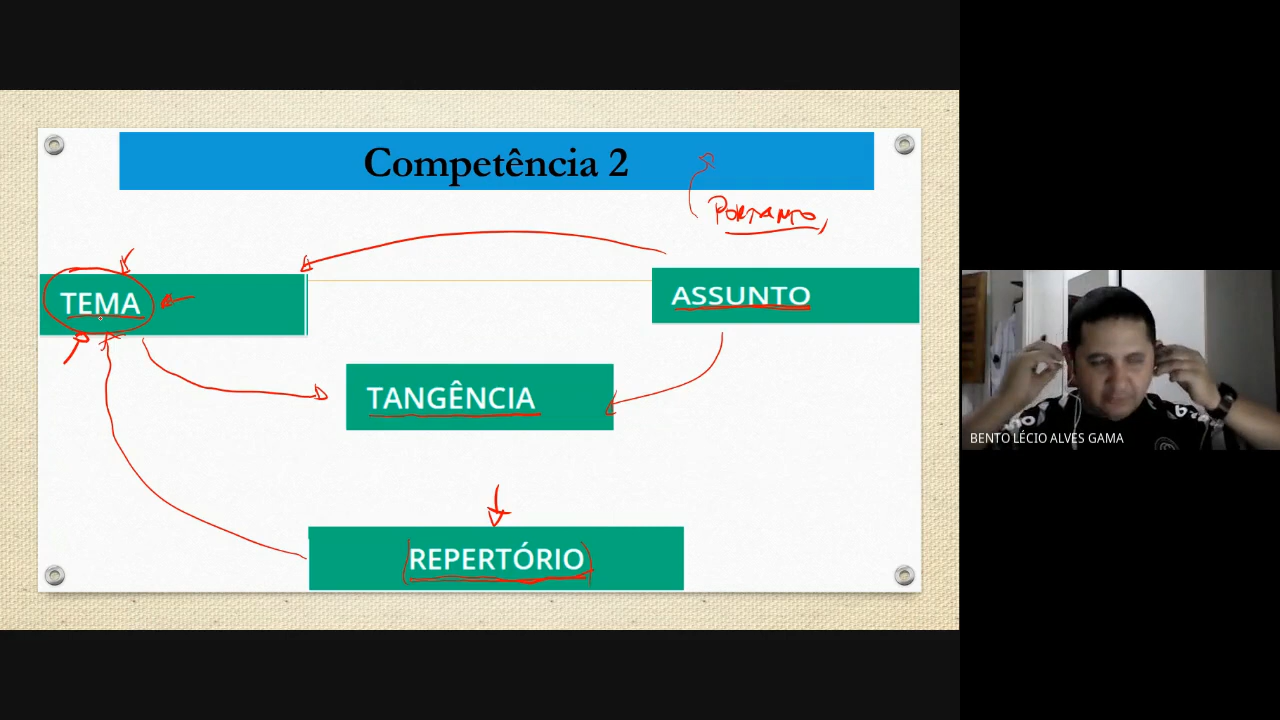 Competência 2
PORTANTO,
TEMA
ASSUNTO
TANGÊNCIA
REPERTÓRIO
BENTO LÉCIO ALVES GAMA